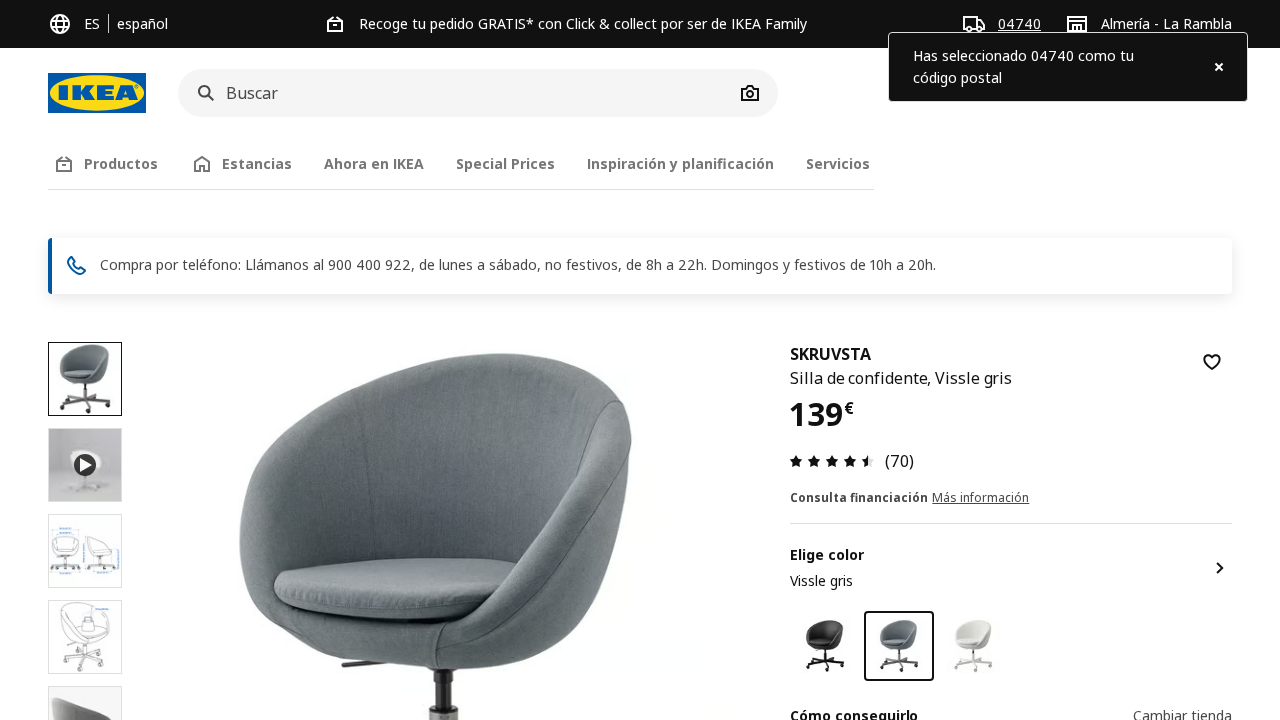 ES
español
Recoge tu pedido GRATIS* con Click & collect por ser de IKEA Family
04740
Almería - La Rambla
Has seleccionado 04740 como tu
código postal
IKEA
Buscar
Productos
Estancias
Ahora en IKEA
Special Prices
Inspiración y planificación
Servicios
Compra por teléfono: Llámanos al 900 400 922, de lunes a sábado, no festivos, de 8h a 22h. Domingos y festivos de 10h a 20h.
SKRUVSTA
Silla de confidente, Vissle gris
139€
(70)
Consulta financiación Más información
Elige color
Vissle gris
Cómo conseguirlo
Cambiar tienda